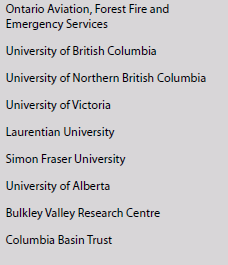 Ontario Aviation, Forest Fire and
Emergency Services
University of British Columbia
University of Northern British Columbia
University of Victoria
Laurentian University
Simon Fraser University
University of Alberta
Bulkley Valley Research Centre
Columbia Basin Trust